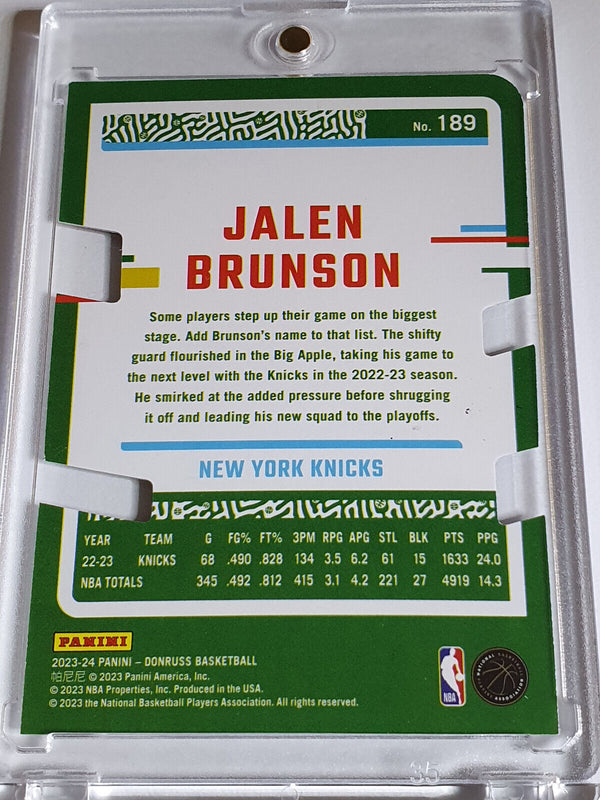 No. 189
JALEN
BRUNSON
Some players step up their game on the biggest
stage. Add Brunson's name to that list. The shifty
guard flourished in the Big Apple, taking his game to
the next level with the Knicks in the 2022-23 season.
He smirked at the added pressure before shrugging
it off and leading his new squad to the playoffs.
NEW YORK KNICKS
YEAR TEAM G FG% FT% 3PM RPG APG STL BLK PTS PPG
22-23 KNICKS 68 .490 .828 134 3.5 6.2 61 15 1633 24.0
NBA TOTALS 345 .492 .812 415 3.1 4.2 221 27 4919 14.3
PANINI
2023-24 PANINI – DONRUSS BASKETBALL
帕尼尼 © 2023 Panini America, Inc.
© 2023 NBA Properties, Inc. Produced in the USA.
© 2023 the National Basketball Players Association. All rights reserved.
NBA
NATIONAL BASKETBALL
PLAYERS ASSOCIATION
35